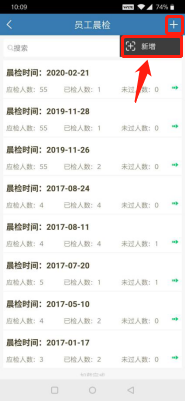 10:09
74%
员工晨检
搜索
新增
晨检时间：2020-02-21
应检人数：55 已检人数：1 未过人数：0
晨检时间：2019-11-28
应检人数：55 已检人数：1 未过人数：0
晨检时间：2019-11-26
应检人数：55 已检人数：2 未过人数：0
晨检时间：2017-08-24
应检人数：4 已检人数：4 未过人数：0
晨检时间：2017-08-11
应检人数：4 已检人数：4 未过人数：1
晨检时间：2017-07-20
应检人数：5 已检人数：1 未过人数：1
晨检时间：2017-05-10
应检人数：4 已检人数：2 未过人数：0
晨检时间：2017-01-17
应检人数：3 已检人数：2 未过人数：0